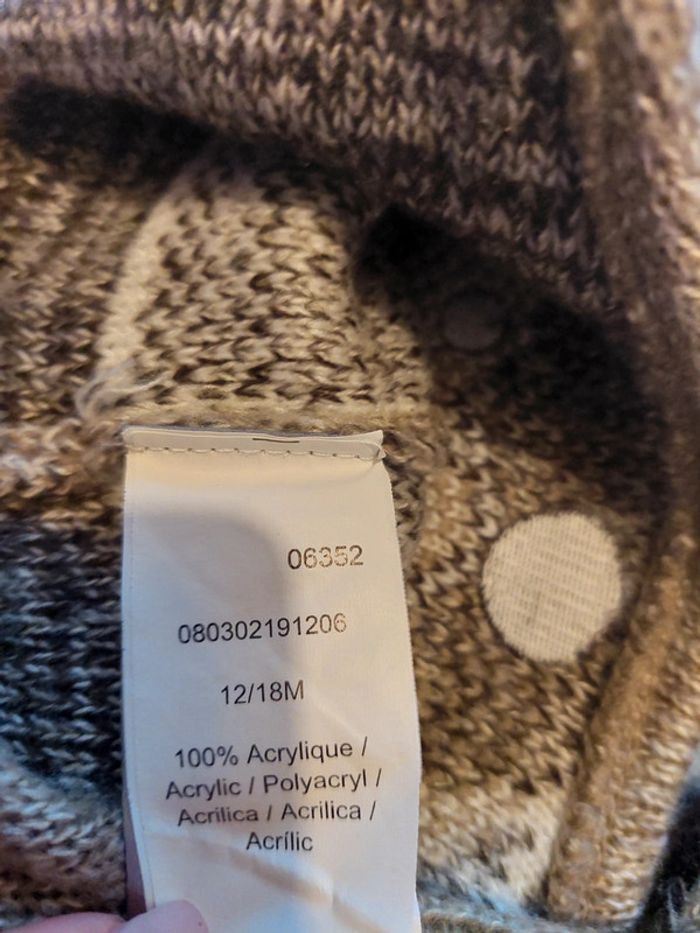 06352
080302191206
12/18M
100% Acrylique /
Acrylic / Polyacryl /
Acrilica / Acrilica /
Acrílic